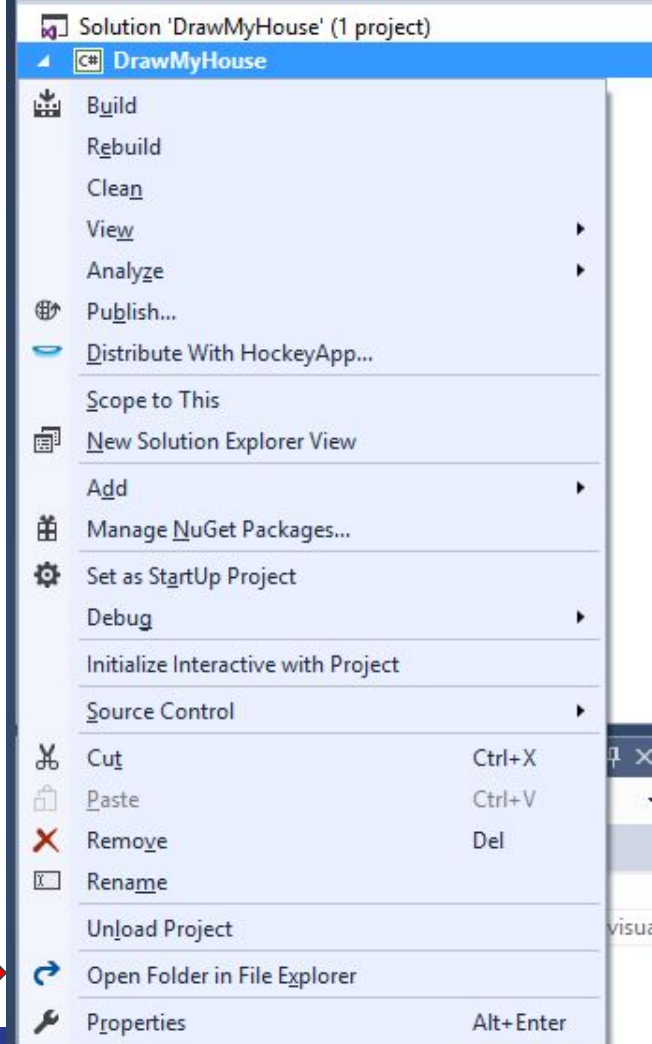 Solution 'DrawMyHouse' (1 project)
C# DrawMyHouse
Build
Rebuild
Clean
View
Analyze
Publish...
Distribute With HockeyApp...
Scope to This
New Solution Explorer View
Add
Manage NuGet Packages...
Set as StartUp Project
Debug
Initialize Interactive with Project
Source Control
Cut Ctrl+X
Paste Ctrl+V
Remove Del
Rename
Unload Project
visua
Open Folder in File Explorer
Properties Alt+Enter